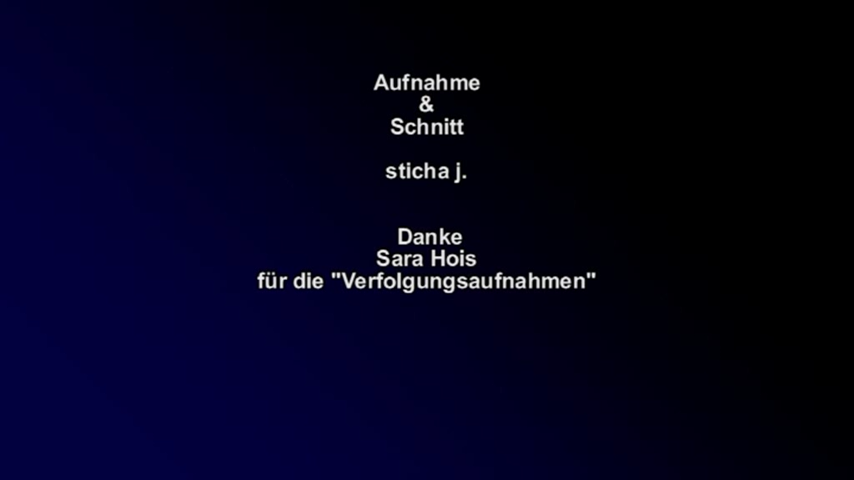 Aufnahme
&
Schnitt
sticha j.
Danke
Sara Hois
für die "Verfolgungsaufnahmen"